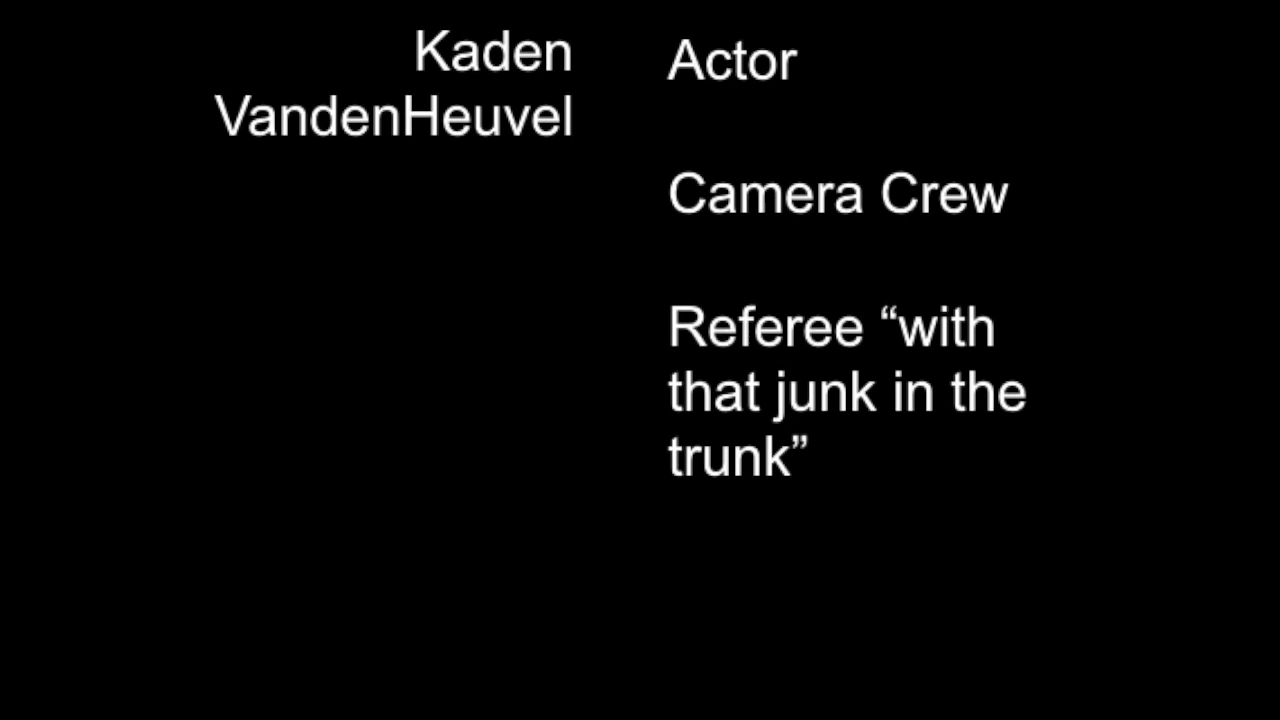 Kaden
VandenHeuvel
Actor
Camera Crew
Referee “with
that junk in the
trunk”